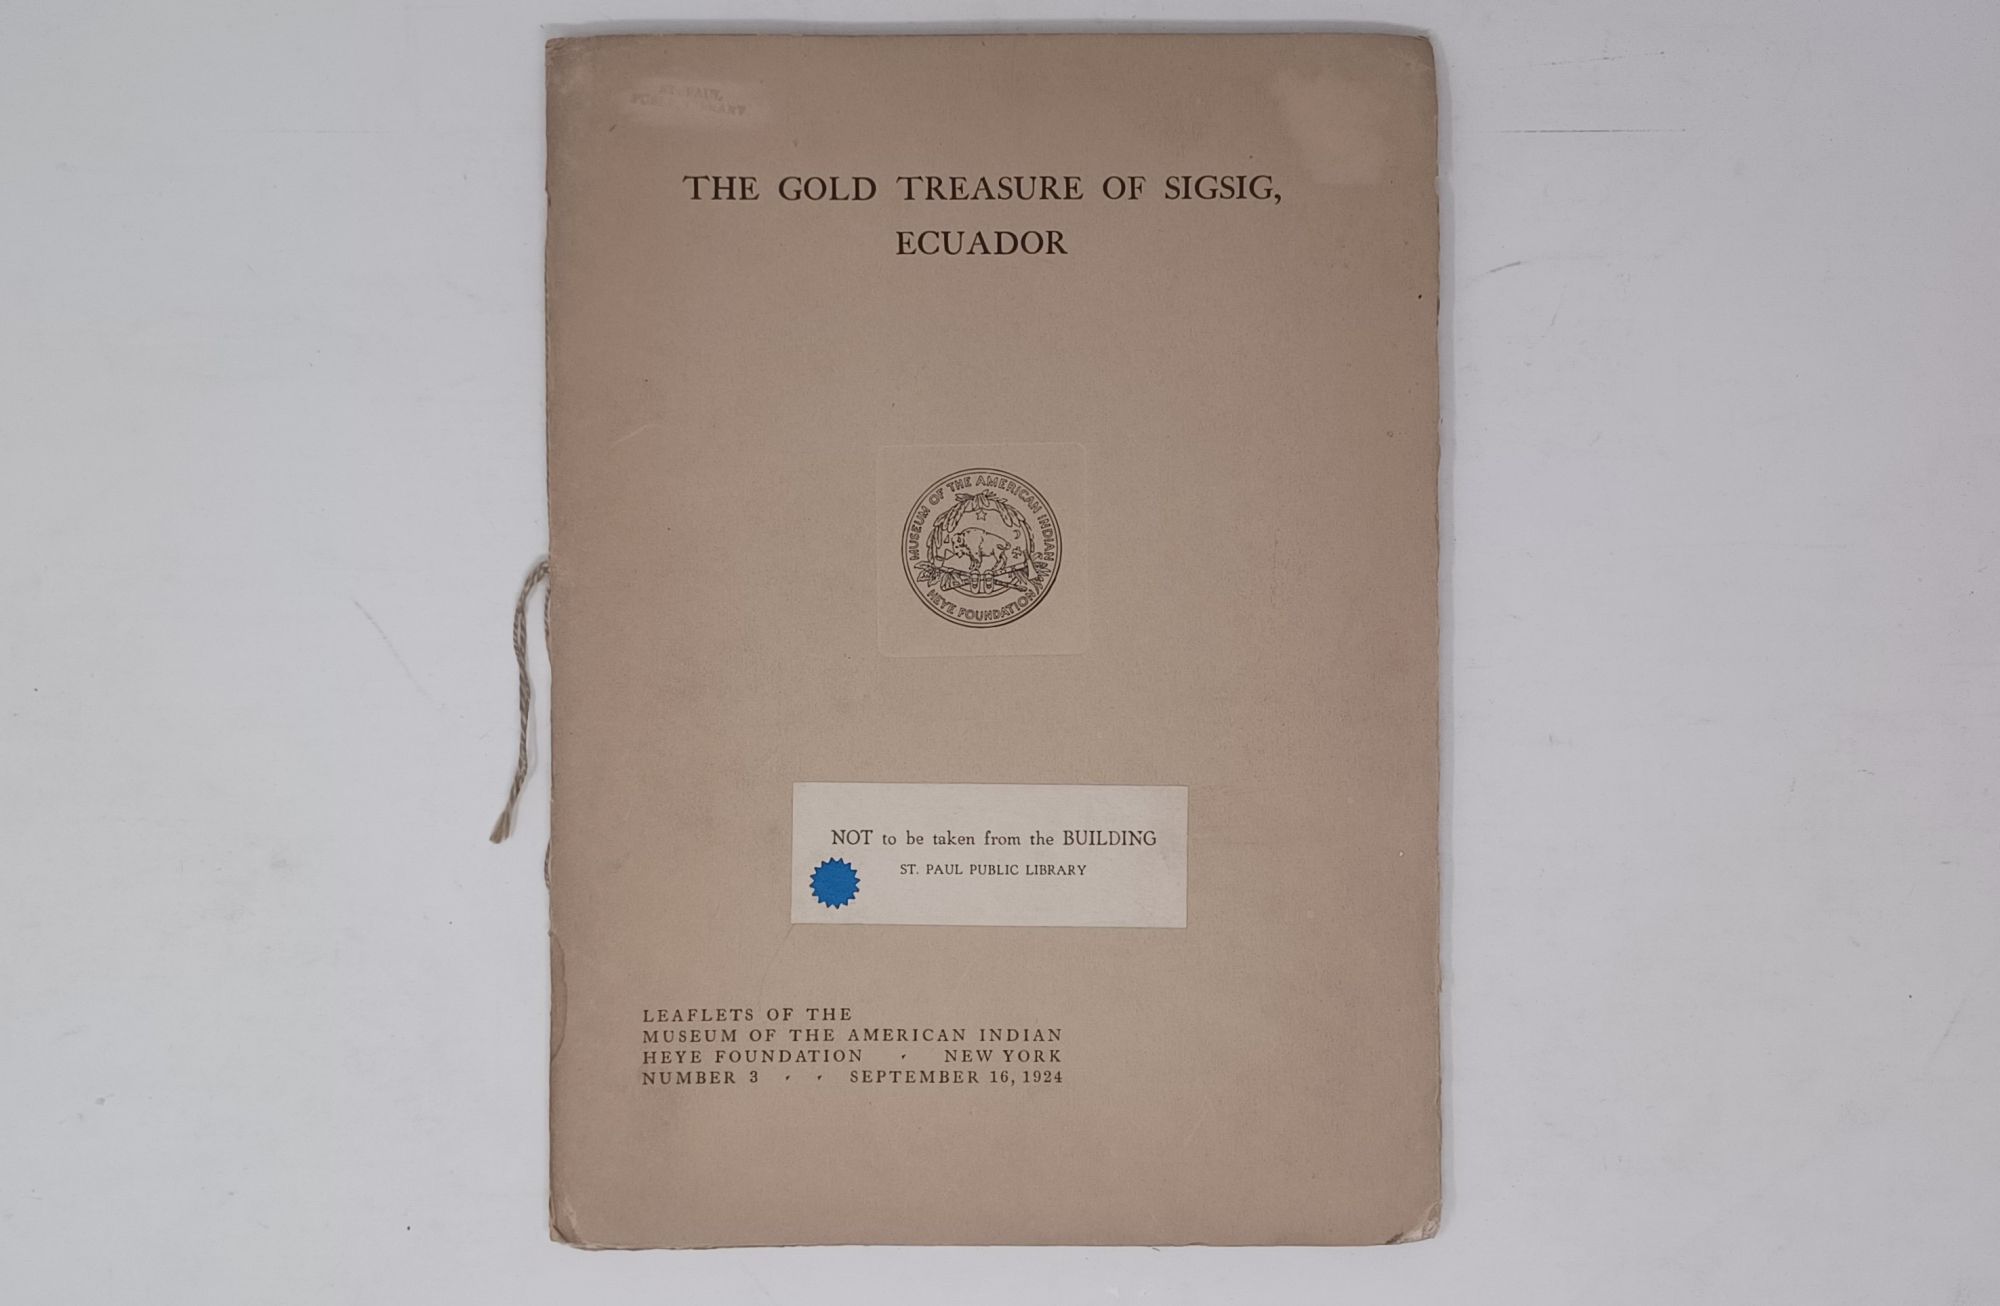 ST. PAUL
THE GOLD TREASURE OF SIGSIG,
ECUADOR
MUSEUM OF THE AMERICAN INDIAN
HEYE FOUNDATION
NOT to be taken from the BUILDING
ST. PAUL PUBLIC LIBRARY
LEAFLETS OF THE
MUSEUM OF THE AMERICAN INDIAN
HEYE FOUNDATION · NEW YORK
NUMBER 3 · · SEPTEMBER 16, 1924